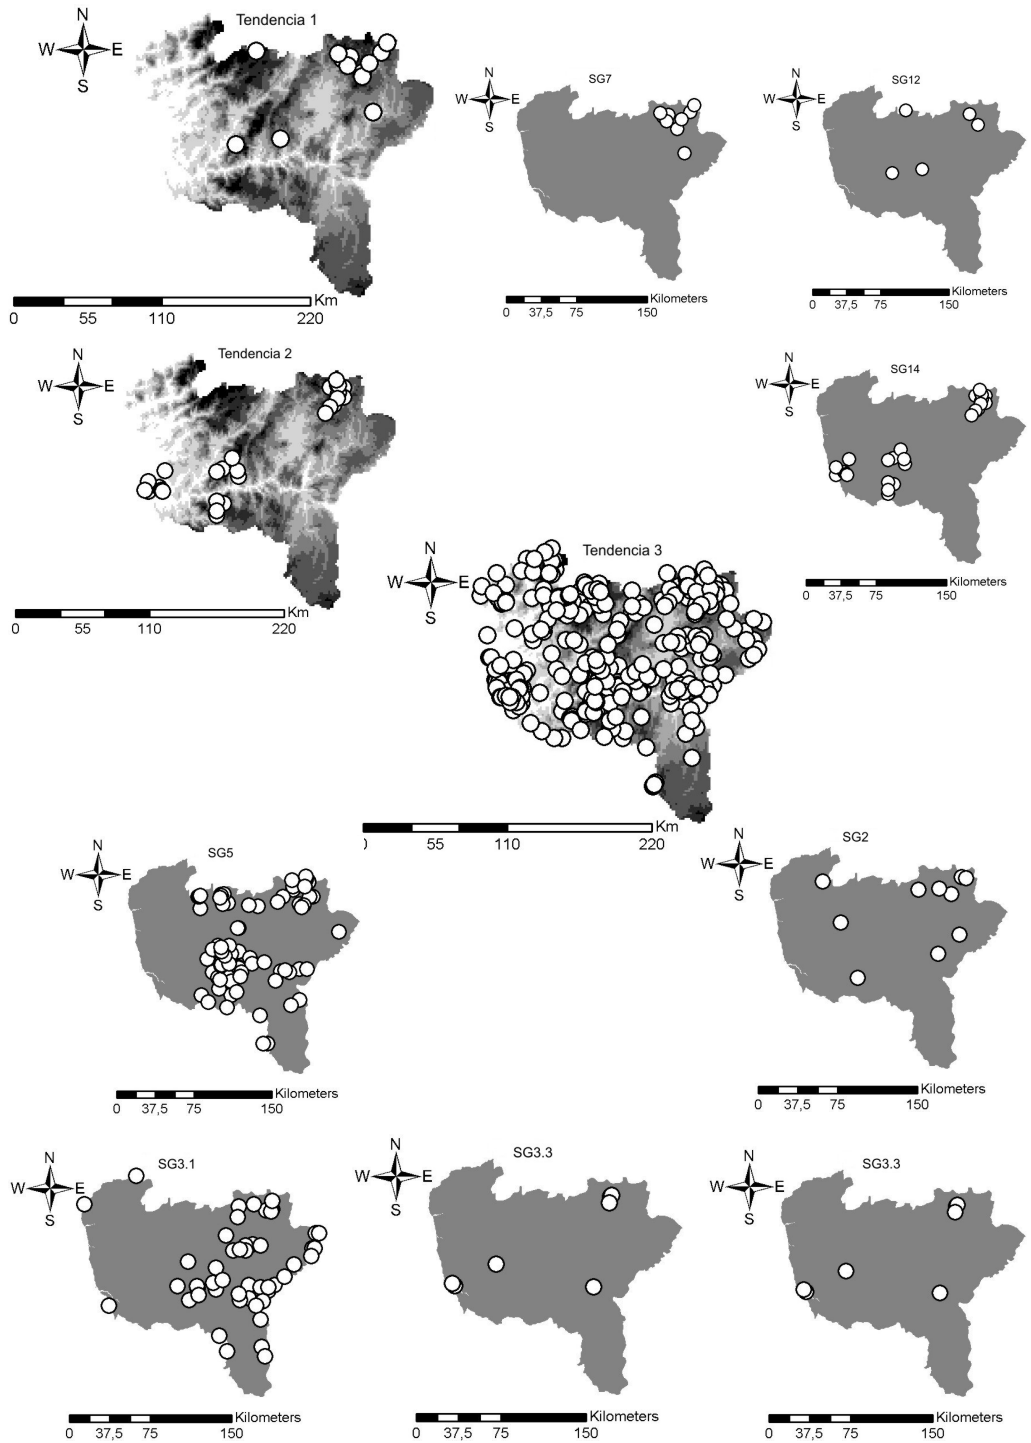 N
W E
S
Tendencia 1
Km
0 55 110 220
N
W E
S
SG7
Kilometers
0 37,5 75 150
N
W E
S
SG12
Kilometers
0 37,5 75 150
N
W E
S
Tendencia 2
Km
0 55 110 220
N
W E
S
SG14
Kilometers
0 37,5 75 150
N
W E
S
Tendencia 3
Km
0 55 110 220
N
W E
S
SG5
Kilometers
0 37,5 75 150
N
W E
S
SG2
Kilometers
0 37,5 75 150
N
W E
S
SG3.1
Kilometers
0 37,5 75 150
N
W E
S
SG3.3
Kilometers
0 37,5 75 150
N
W E
S
SG3.3
Kilometers
0 37,5 75 150